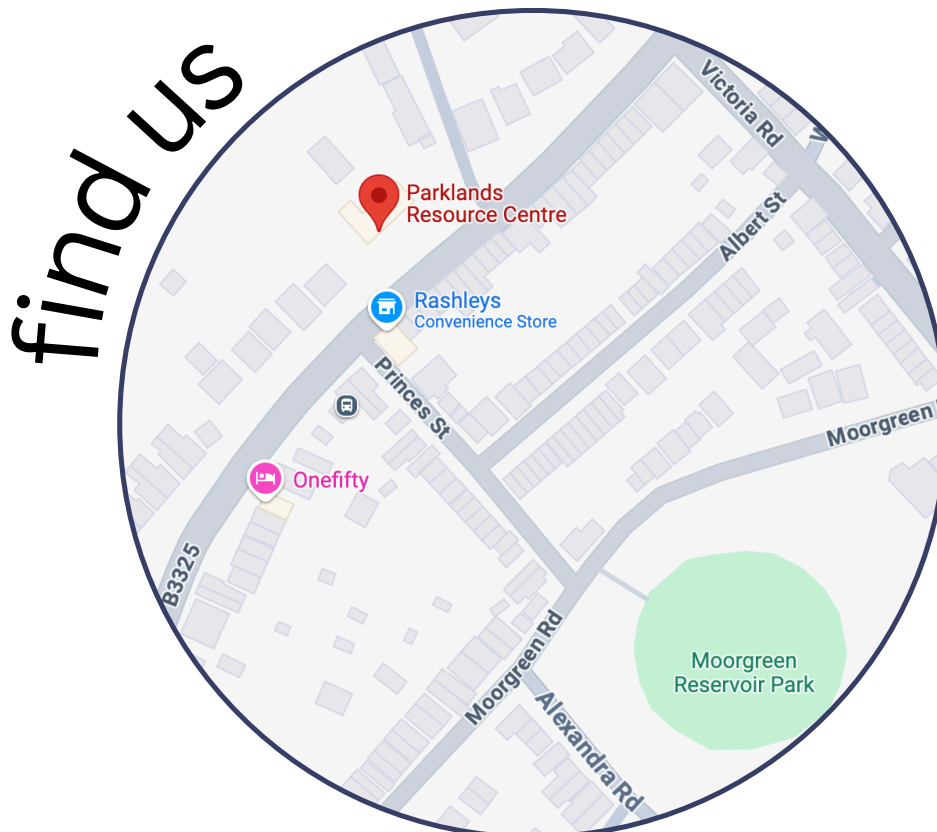 find us
Victoria Rd
Parklands
Resource Centre
Albert St
Rashleys
Convenience Store
Princes St
Moorgreen
Onefifty
B3325
Moorgreen Rd
Moorgreen
Reservoir Park
Alexandra Rd